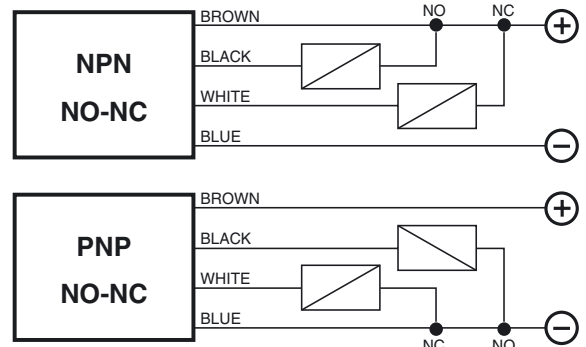 BROWN
NO
NC
+
NPN
NO-NC
BLACK
WHITE
BLUE
−
BROWN
+
PNP
NO-NC
BLACK
WHITE
BLUE
−
NC
NO